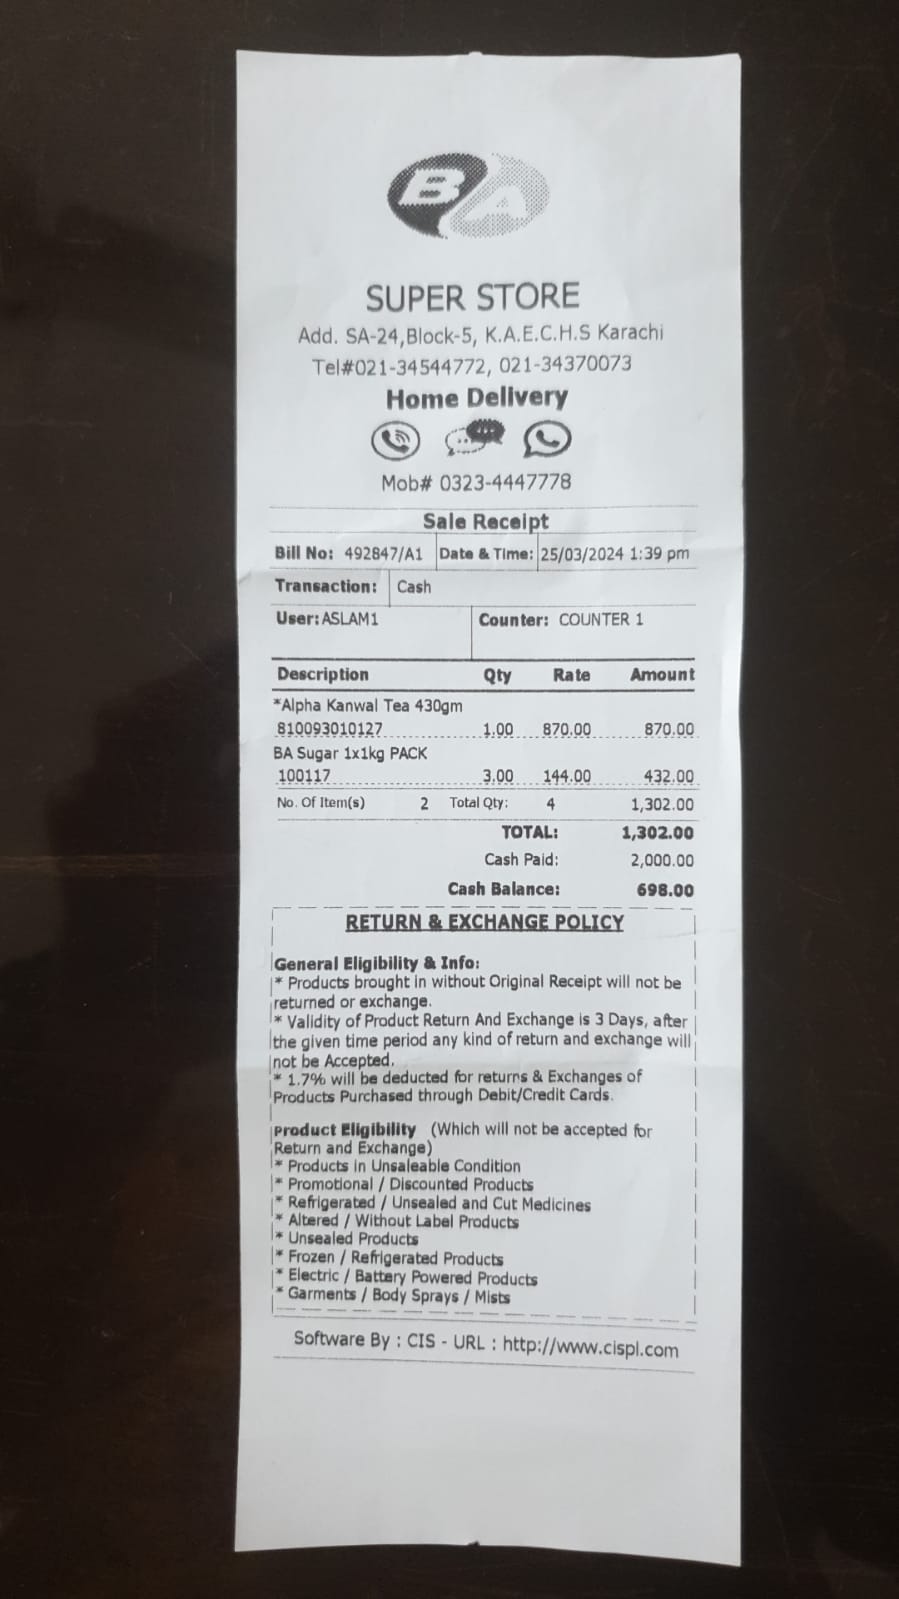 BA
SUPER STORE
Add. SA-24,Block-5, K.A.E.C.H.S Karachi
Tel#021-34544772, 021-34370073
Home Delivery
Mob# 0323-4447778
Sale Receipt
Bill No: 492847/A1 Date & Time: 25/03/2024 1:39 pm
Transaction: Cash
User: ASLAM1 Counter: COUNTER 1
Description Qty Rate Amount
*Alpha Kanwal Tea 430gm
810093010127 1.00 870.00 870.00
BA Sugar 1x1kg PACK
100117 3.00 144.00 432.00
No. Of Item(s) 2 Total Qty: 4 1,302.00
TOTAL: 1,302.00
Cash Paid: 2,000.00
Cash Balance: 698.00
RETURN & EXCHANGE POLICY
General Eligibility & Info:
* Products brought in without Original Receipt will not be
returned or exchange.
* Validity of Product Return And Exchange is 3 Days, after
the given time period any kind of return and exchange will
not be Accepted.
* 1.7% will be deducted for returns & Exchanges of
Products Purchased through Debit/Credit Cards.
Product Eligibility (Which will not be accepted for
Return and Exchange)
* Products in Unsaleable Condition
* Promotional / Discounted Products
* Refrigerated / Unsealed and Cut Medicines
* Altered / Without Label Products
* Unsealed Products
* Frozen / Refrigerated Products
* Electric / Battery Powered Products
* Garments / Body Sprays / Mists
Software By : CIS - URL : http://www.cispl.com